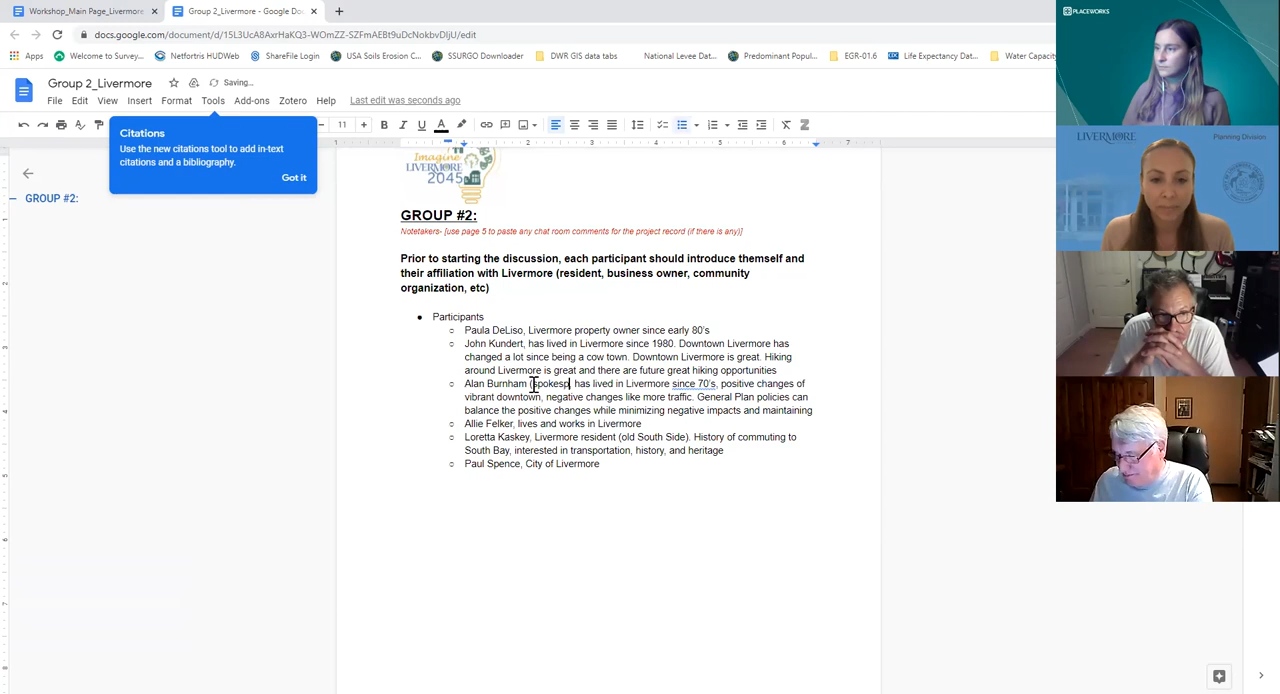 Workshop_Main Page_Livermore
Group 2_Livermore - Google Doc
docs.google.com/document/d/15L3UcA8AxrHaKQ3-WOmZZ-SZFmAEBt9uDcNokbvDIjU/edit
Apps
Welcome to Survey...
Netfortris HUDWeb
ShareFile Login
USA Soils Erosion C...
SSURGO Downloader
DWR GIS data tabs
National Levee Dat...
Predominant Popul...
EGR-01.6
Life Expectancy Dat...
Water Capacity
Group 2_Livermore
Saving...
File Edit View Insert Format Tools Add-ons Zotero Help Last edit was seconds ago
11
Citations
Use the new citations tool to add in-text
citations and a bibliography.
Got it
GROUP #2:
Imagine
LIVERMORE
2045
GROUP #2:
Notetakers- [use page 5 to paste any chat room comments for the project record (if there is any)]
Prior to starting the discussion, each participant should introduce themself and
their affiliation with Livermore (resident, business owner, community
organization, etc)
● Participants
○ Paula DeLiso, Livermore property owner since early 80's
○ John Kundert, has lived in Livermore since 1980. Downtown Livermore has
changed a lot since being a cow town. Downtown Livermore is great. Hiking
around Livermore is great and there are future great hiking opportunities
○ Alan Burnham (spokesp, has lived in Livermore since 70's, positive changes of
vibrant downtown, negative changes like more traffic. General Plan policies can
balance the positive changes while minimizing negative impacts and maintaining
○ Allie Felker, lives and works in Livermore
○ Loretta Kaskey, Livermore resident (old South Side). History of commuting to
South Bay, interested in transportation, history, and heritage
○ Paul Spence, City of Livermore
PLACEWORKS
LIVERMORE
Planning Division